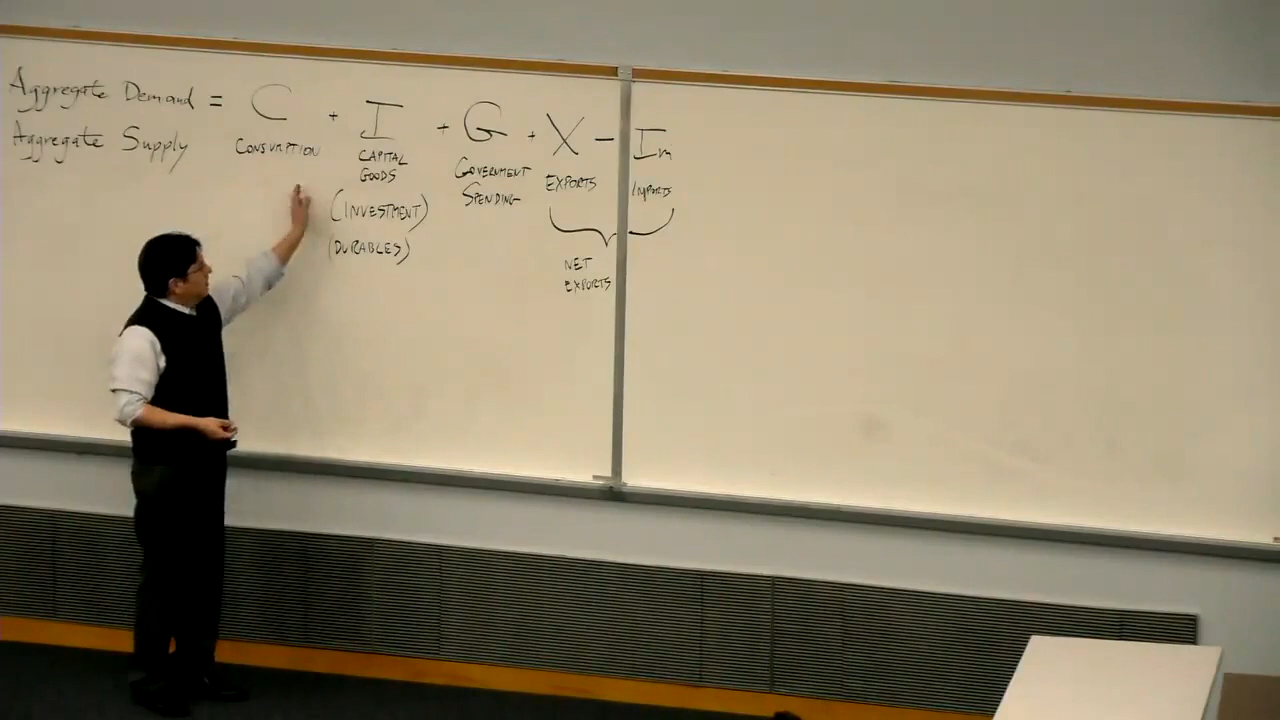 Aggregate Demand = C + I + G + X - Im
Aggregate Supply
CONSUMPTION
CAPITAL GOODS
(INVESTMENT)
(DURABLES)
GOVERNMENT SPENDING
EXPORTS
IMPORTS
NET EXPORTS